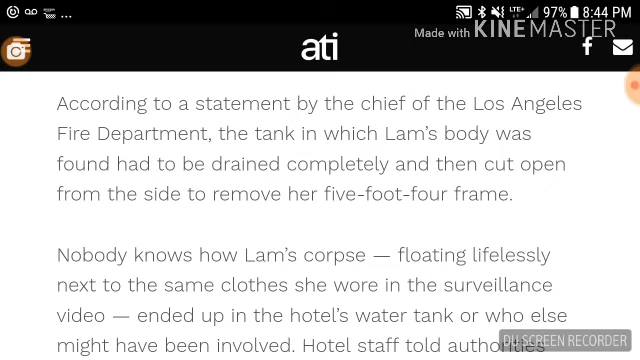 97% 8:44 PM
LTE+
Made with KINEMASTER
ati
According to a statement by the chief of the Los Angeles
Fire Department, the tank in which Lam's body was
found had to be drained completely and then cut open
from the side to remove her five-foot-four frame.
Nobody knows how Lam's corpse — floating lifelessly
next to the same clothes she wore in the surveillance
video — ended up in the hotel's water tank or who else
might have been involved. Hotel staff told authorities
DU SCREEN RECORDER